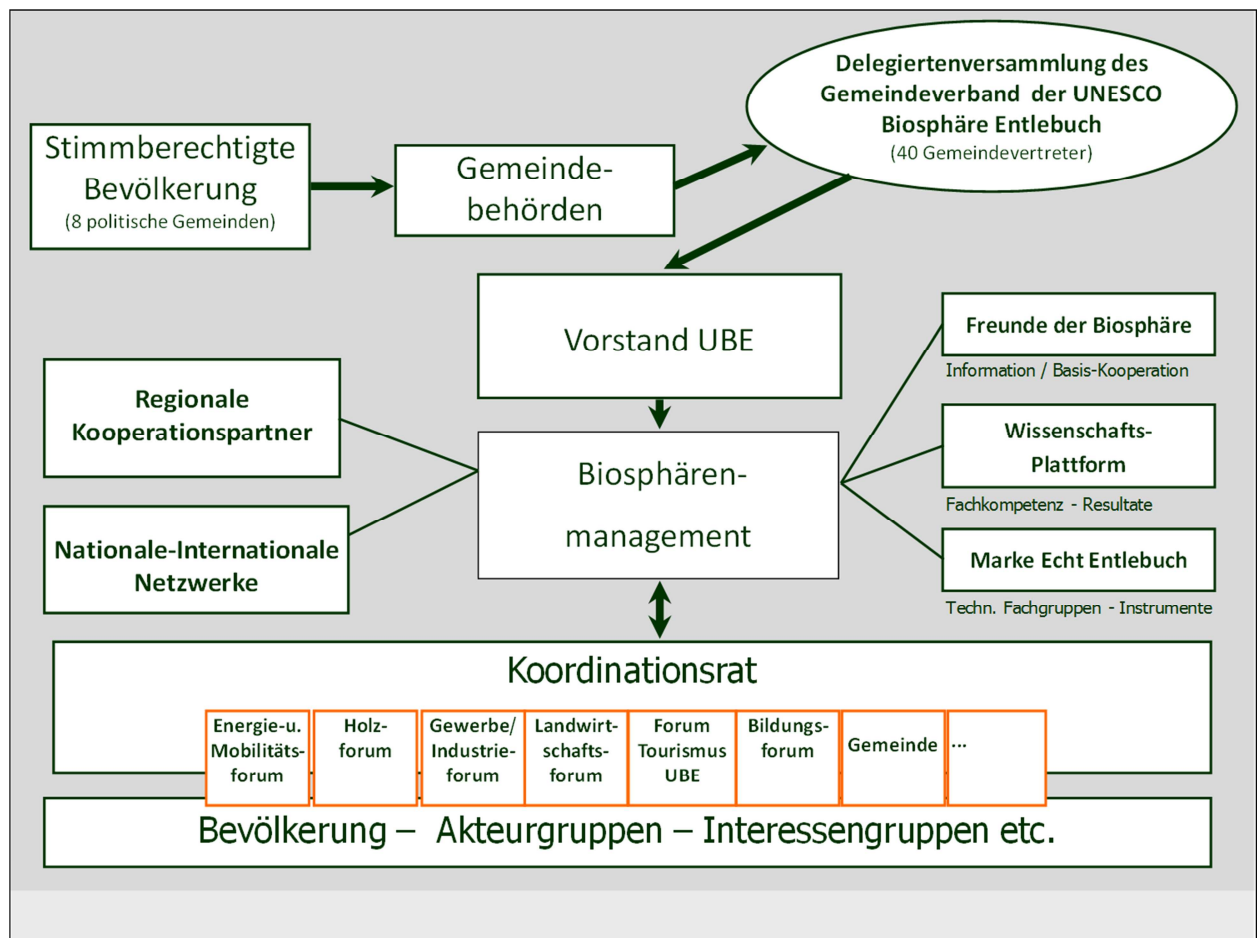 Delegiertenversammlung des
Gemeindeverband der UNESCO
Biosphäre Entlebuch
(40 Gemeindevertreter)
Stimmberechtigte
Bevölkerung
(8 politische Gemeinden)
Gemeinde-
behörden
Vorstand UBE
Freunde der Biosphäre
Information / Basis-Kooperation
Regionale
Kooperationspartner
Wissenschafts-
Plattform
Fachkompetenz - Resultate
Biosphären-
management
Nationale-Internationale
Netzwerke
Marke Echt Entlebuch
Techn. Fachgruppen - Instrumente
Koordinationsrat
Energie-u.
Mobilitäts-
forum
Holz-
forum
Gewerbe/
Industrie-
forum
Landwirt-
schafts-
forum
Forum
Tourismus
UBE
Bildungs-
forum
Gemeinde
...
Bevölkerung – Akteurgruppen – Interessengruppen etc.